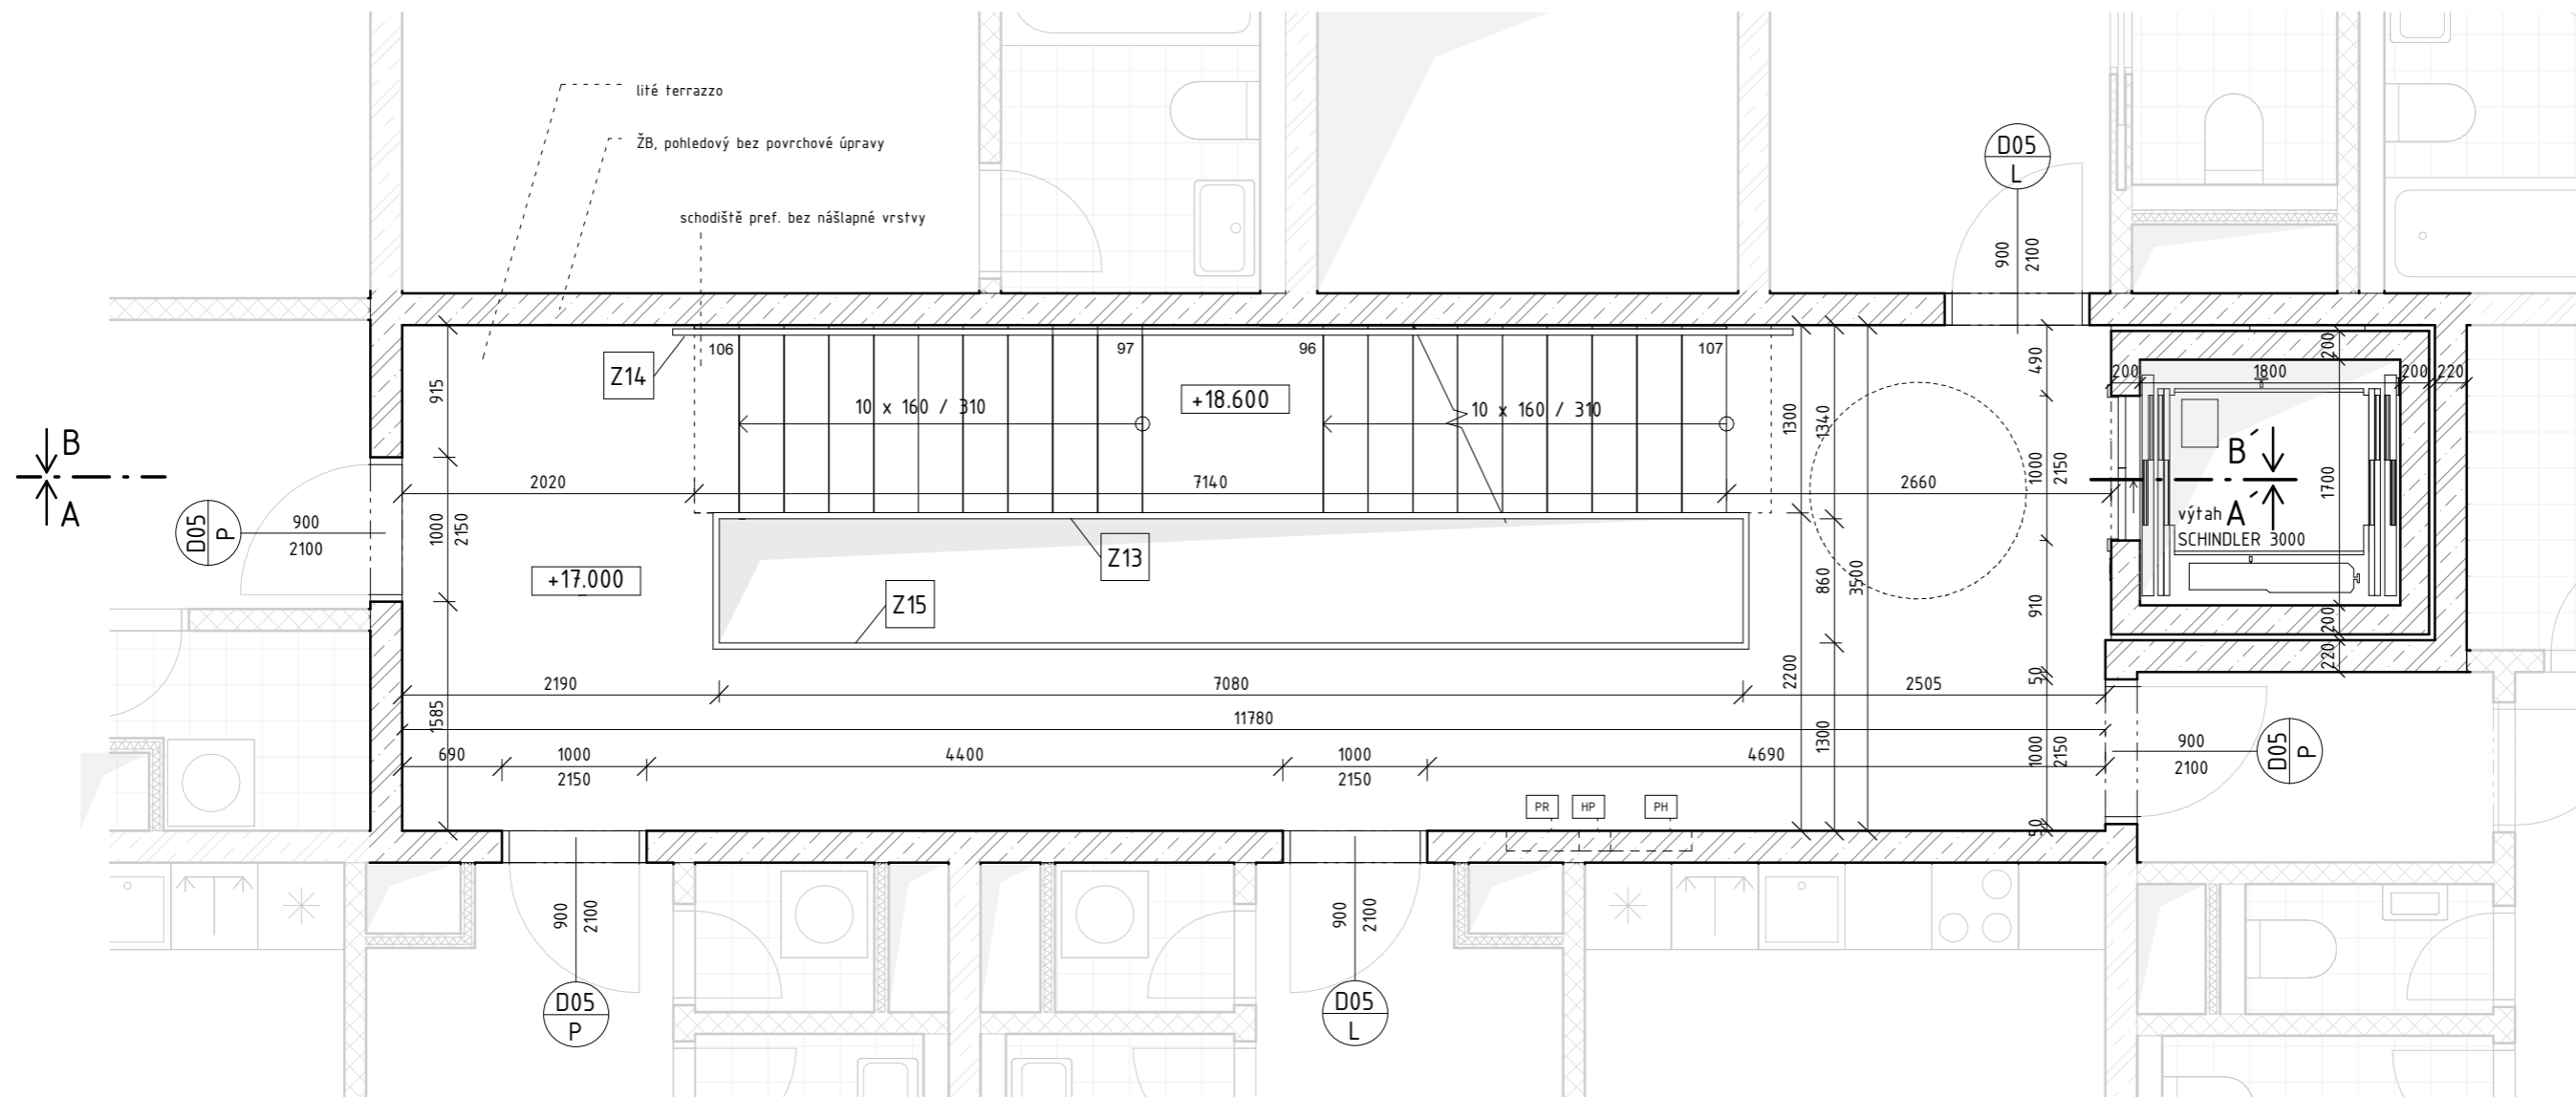 lité terrazzo
ŽB, pohledový bez povrchové úpravy
schodiště pref. bez nášlapné vrstvy
D05
L
900
2100
106
97
96
107
Z14
10 x 160 / 310
+18.600
10 x 160 / 310
915
1300
1340
490
200
200
1800
200
220
B
A
2020
7140
2660
1000
2150
B´
A´
1700
výtah
SCHINDLER 3000
D05
P
900
2100
1000
2150
+17.000
Z13
Z15
860
3500
910
200
220
2190
7080
2505
2200
50
1585
11780
1300
690
1000
2150
4400
1000
2150
4690
1000
2150
900
2100
D05
P
PR
HP
PH
50
900
2100
D05
P
900
2100
D05
L